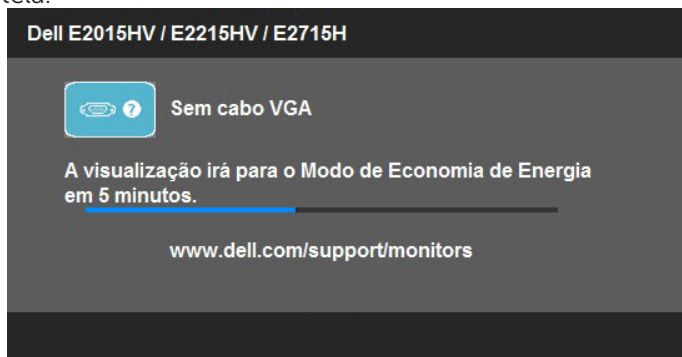 tela.
Dell E2015HV / E2215HV / E2715H
Sem cabo VGA
A visualização irá para o Modo de Economia de Energia
em 5 minutos.
www.dell.com/support/monitors